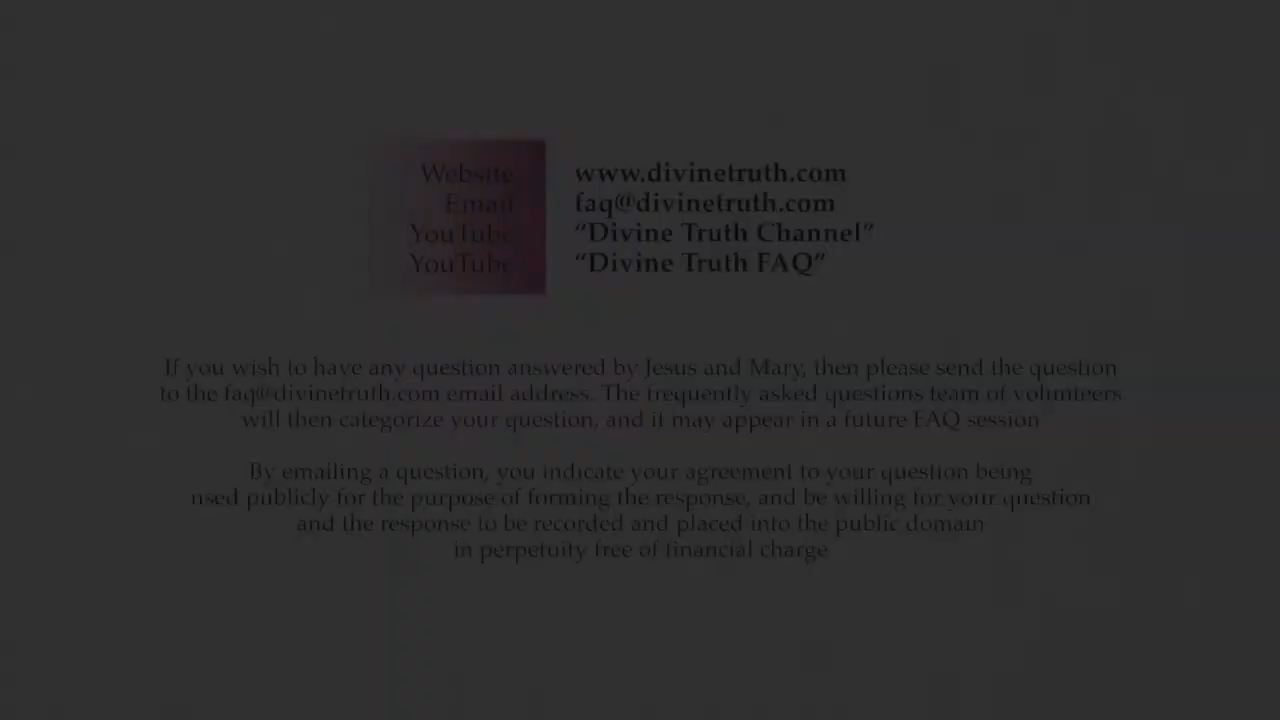 Website www.divinetruth.com
Email faq@divinetruth.com
YouTube “Divine Truth Channel”
YouTube “Divine Truth FAQ”
If you wish to have any question answered by Jesus and Mary, then please send the question
to the faq@divinetruth.com email address. The frequently asked questions team of volunteers
will then categorize your question, and it may appear in a future FAQ session
By emailing a question, you indicate your agreement to your question being
used publicly for the purpose of forming the response, and be willing for your question
and the response to be recorded and placed into the public domain
in perpetuity free of financial charge